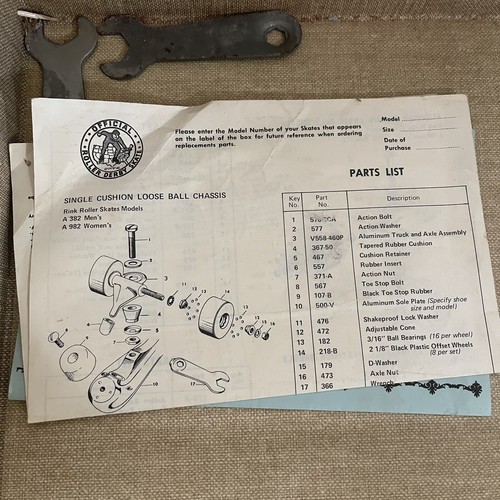 OFFICIAL
ROLLER DERBY SKATE
Please enter the Model Number of your Skates that appears
on the label of the box for future reference when ordering
replacements parts.
Model
Size
Date of
Purchase
PARTS LIST
SINGLE CUSHION LOOSE BALL CHASSIS
Rink Roller Skates Models
A 382 Men's
A 982 Women's
Key No. Part No. Description
1 Action Bolt
2 577 Action Washer
3 V558-460P Aluminum Truck and Axle Assembly
4 367-50 Tapered Rubber Cushion
5 467 Cushion Retainer
6 557 Rubber Insert
7 371-A Action Nut
8 567 Toe Stop Bolt
9 107-B Black Toe Stop Rubber
10 500-V Aluminum Sole Plate (Specify shoe
size and model)
11 476 Shakeproof Lock Washer
12 472 Adjustable Cone
13 182 3/16" Ball Bearings (16 per wheel)
14 218-B 2 1/8" Black Plastic Offset Wheels
(8 per set)
15 179 D-Washer
16 473 Axle Nut
17 366 Wrench